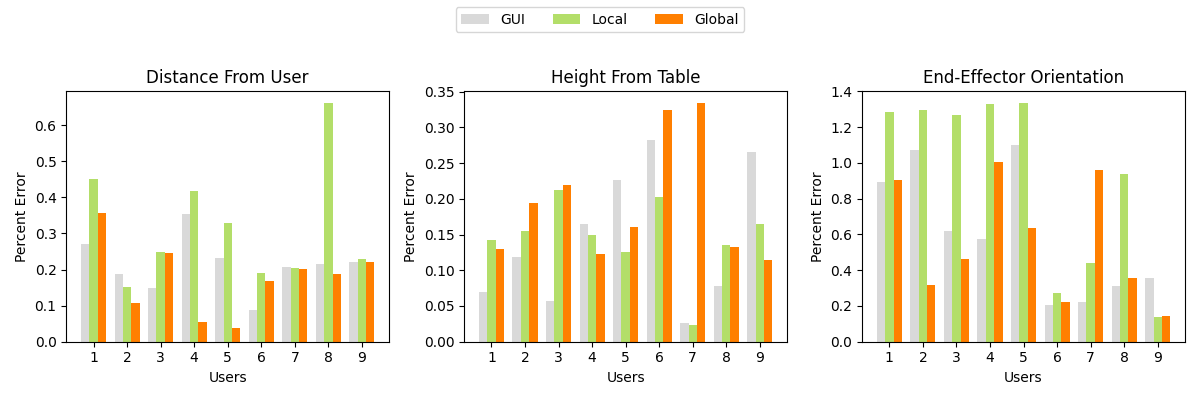 GUI Local Global
Distance From User
Percent Error
0.6
0.5
0.4
0.3
0.2
0.1
0.0
1 2 3 4 5 6 7 8 9
Users
Height From Table
Percent Error
0.35
0.30
0.25
0.20
0.15
0.10
0.05
0.00
1 2 3 4 5 6 7 8 9
Users
End-Effector Orientation
Percent Error
1.4
1.2
1.0
0.8
0.6
0.4
0.2
0.0
1 2 3 4 5 6 7 8 9
Users